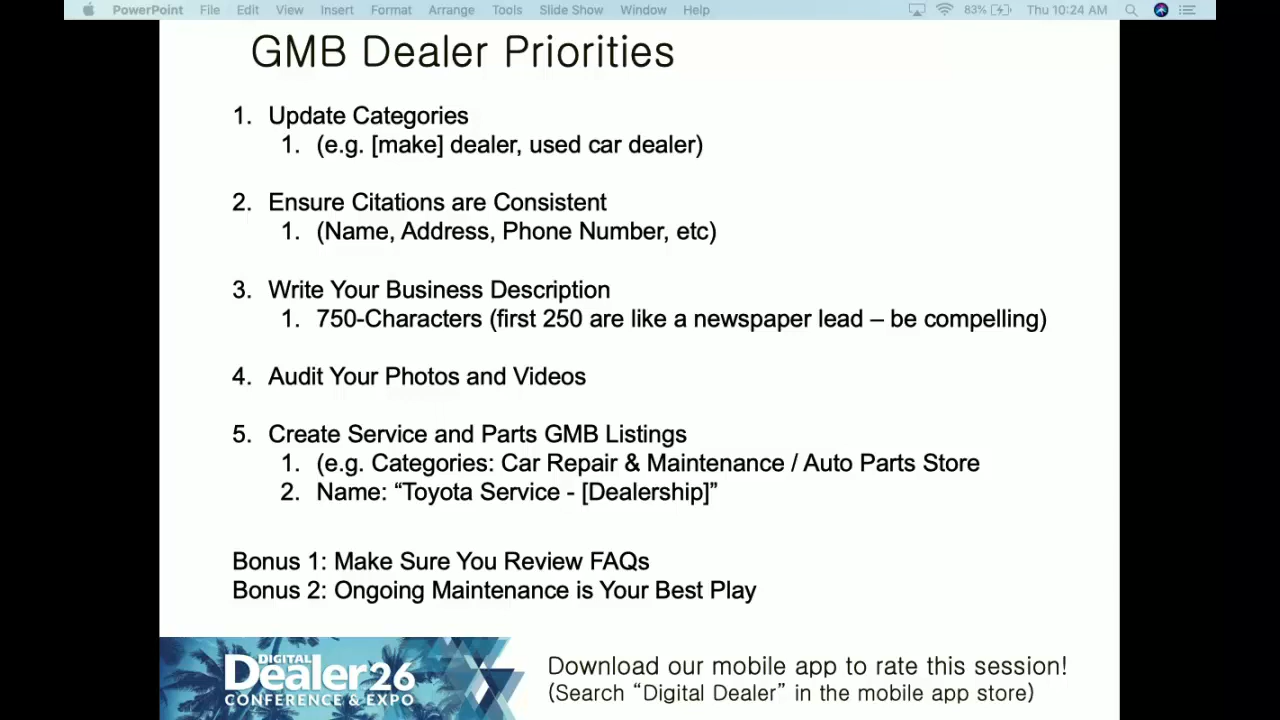 PowerPoint File Edit View Insert Format Arrange Tools Slide Show Window Help 83% Thu 10:24 AM
GMB Dealer Priorities
1. Update Categories
1. (e.g. [make] dealer, used car dealer)
2. Ensure Citations are Consistent
1. (Name, Address, Phone Number, etc)
3. Write Your Business Description
1. 750-Characters (first 250 are like a newspaper lead – be compelling)
4. Audit Your Photos and Videos
5. Create Service and Parts GMB Listings
1. (e.g. Categories: Car Repair & Maintenance / Auto Parts Store
2. Name: “Toyota Service - [Dealership]”
Bonus 1: Make Sure You Review FAQs
Bonus 2: Ongoing Maintenance is Your Best Play
DIGITAL
Dealer26
CONFERENCE & EXPO
Download our mobile app to rate this session!
(Search “Digital Dealer” in the mobile app store)